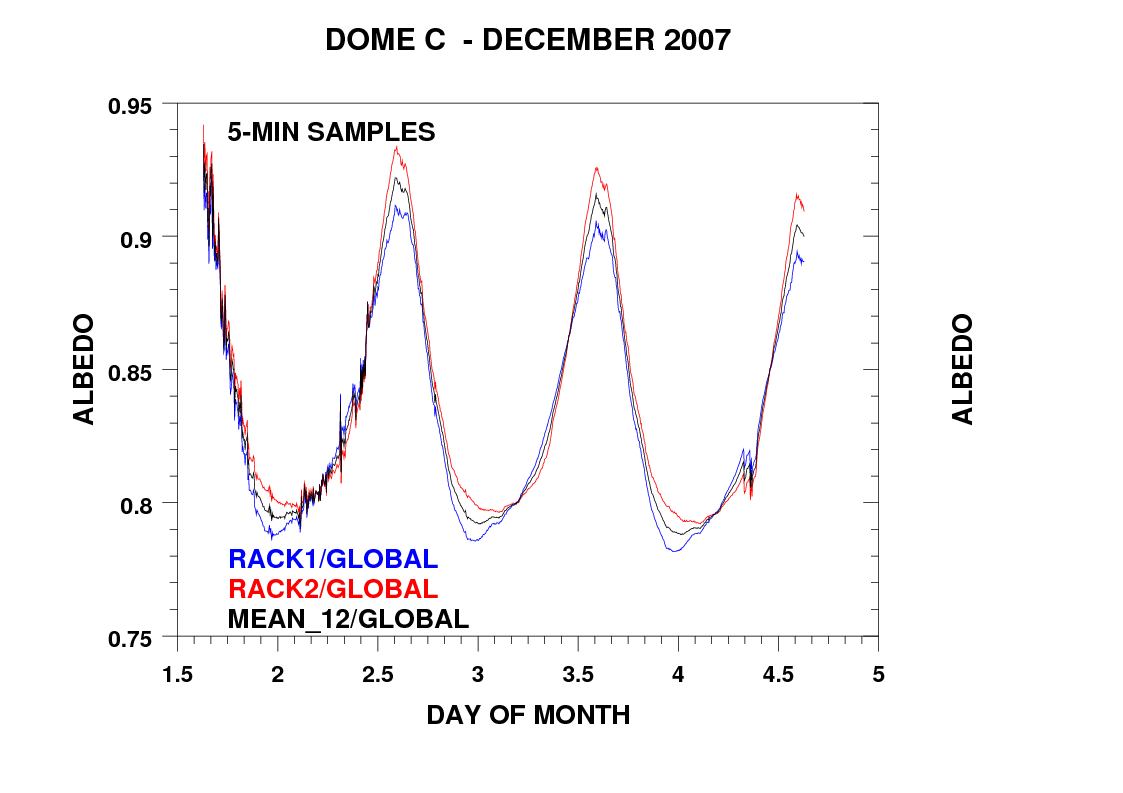 DOME C - DECEMBER 2007
0.95
5-MIN SAMPLES
0.9
ALBEDO
ALBEDO
0.85
0.8
RACK1/GLOBAL
RACK2/GLOBAL
MEAN_12/GLOBAL
0.75
1.5 2 2.5 3 3.5 4 4.5 5
DAY OF MONTH